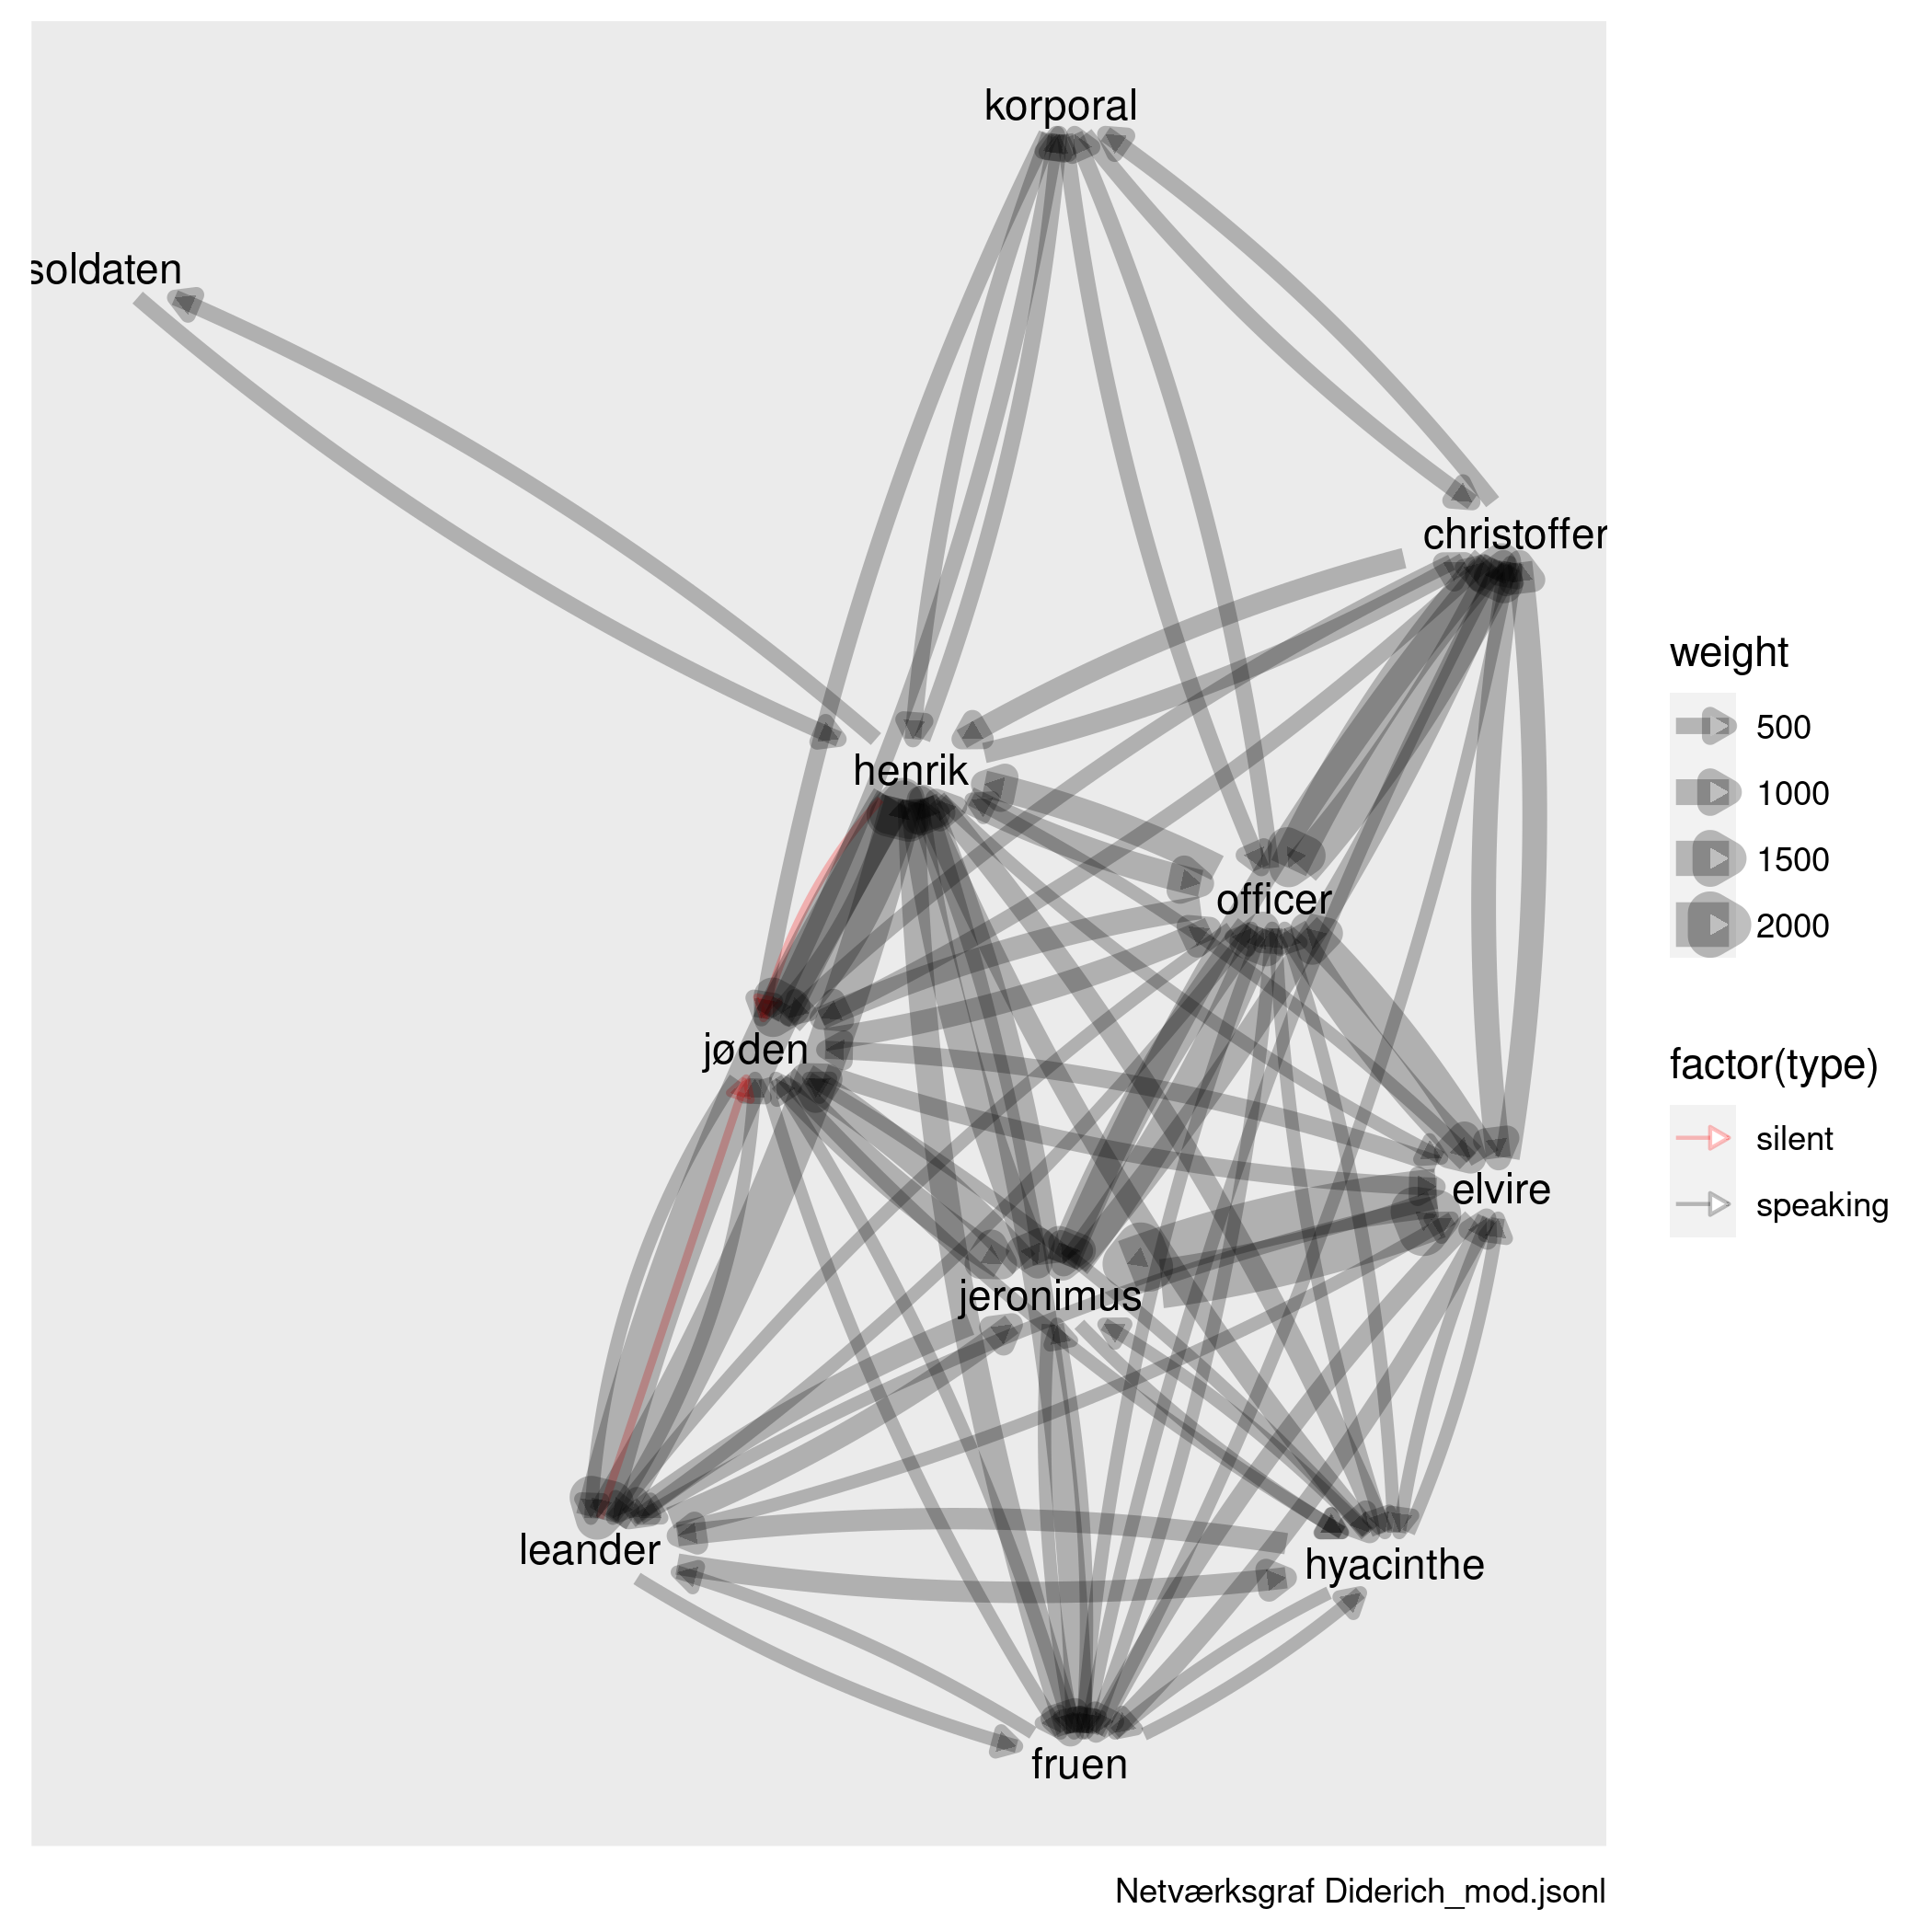 korporal
soldaten
christoffer
henrik
officer
jøden
elvire
jeronimus
leander
hyacinthe
fruen
weight
500
1000
1500
2000
factor(type)
silent
speaking
Netværksgraf Diderich_mod.jsonl